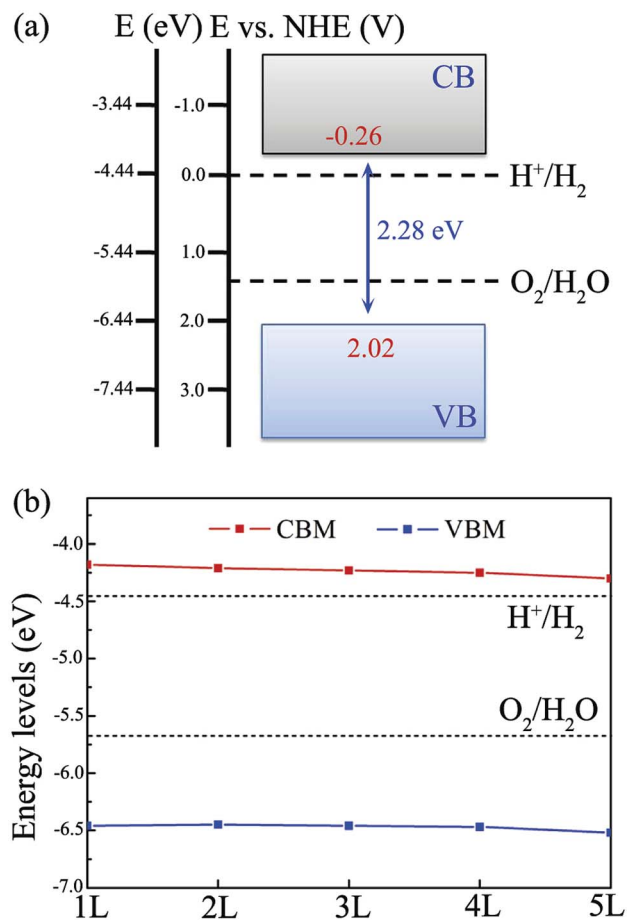 (a) E (eV) E vs. NHE (V)
CB
-3.44 -1.0
-0.26
-4.44 0.0 H⁺/H₂
2.28 eV
-5.44 1.0
O₂/H₂O
-6.44 2.0
2.02
-7.44 3.0
VB
(b)
CBM VBM
-4.0
-4.5
H⁺/H₂
-5.0
O₂/H₂O
-5.5
-6.0
-6.5
-7.0
Energy levels (eV)
1L 2L 3L 4L 5L